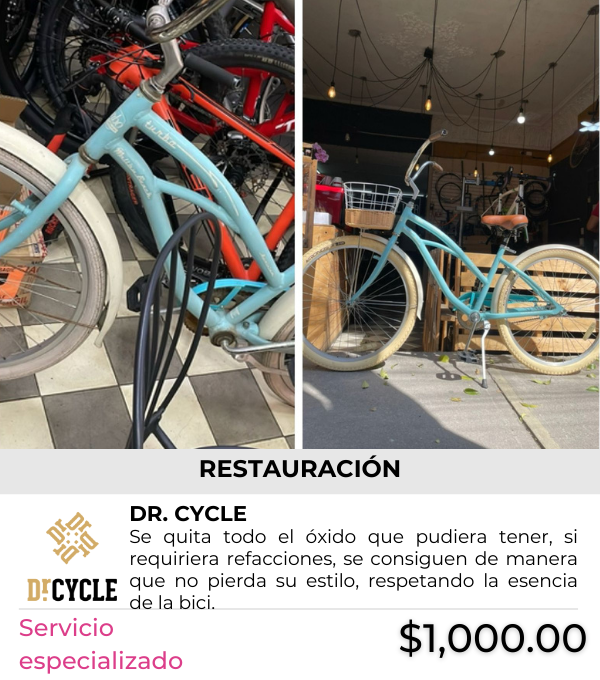 RESTAURACIÓN
DR. CYCLE
Se quita todo el óxido que pudiera tener, si
requiriera refacciones, se consiguen de manera
que no pierda su estilo, respetando la esencia
de la bici.
Dr. CYCLE
Servicio
especializado
$1,000.00